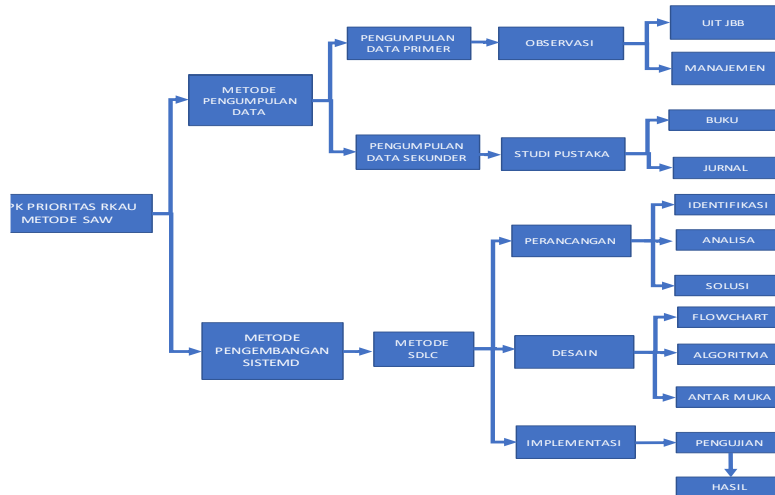 PK PRIORITAS RKAU
METODE SAW
METODE
PENGUMPULAN
DATA
PENGUMPULAN
DATA PRIMER
OBSERVASI
UIT JBB
MANAJEMEN
PENGUMPULAN
DATA SEKUNDER
STUDI PUSTAKA
BUKU
JURNAL
METODE
PENGEMBANGAN
SISTEMD
METODE
SDLC
PERANCANGAN
IDENTIFIKASI
ANALISA
SOLUSI
DESAIN
FLOWCHART
ALGORITMA
ANTAR MUKA
IMPLEMENTASI
PENGUJIAN
HASIL